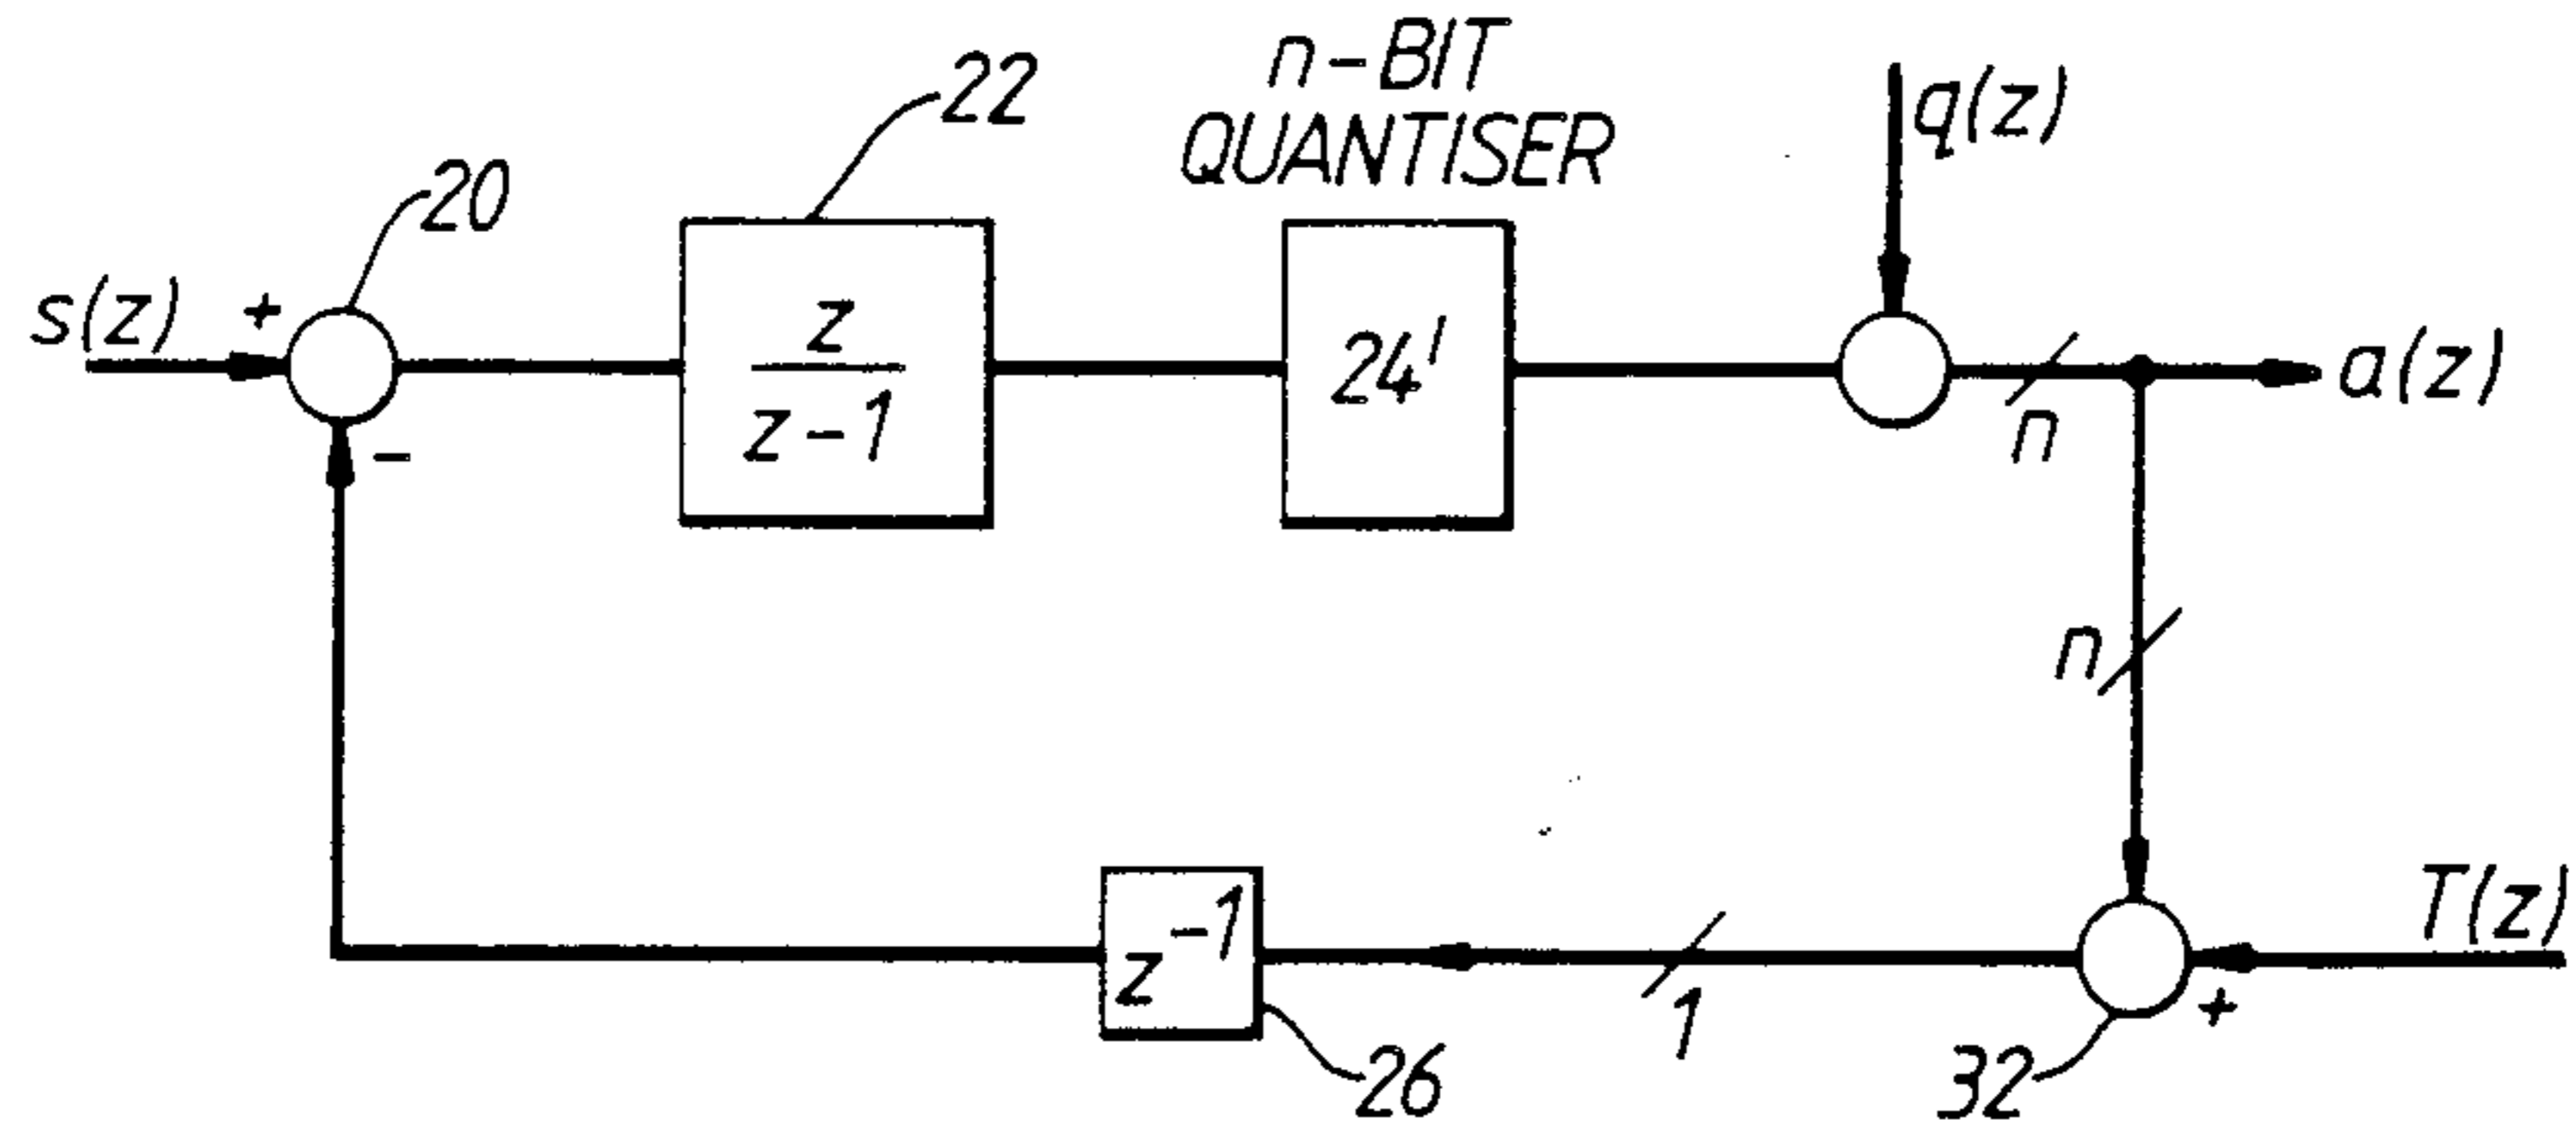 n-BIT
QUANTISER
22
20
q(z)
s(z)
+
z
z-1
24'
a(z)
n
-
n
T(z)
z-1
1
+
26
32